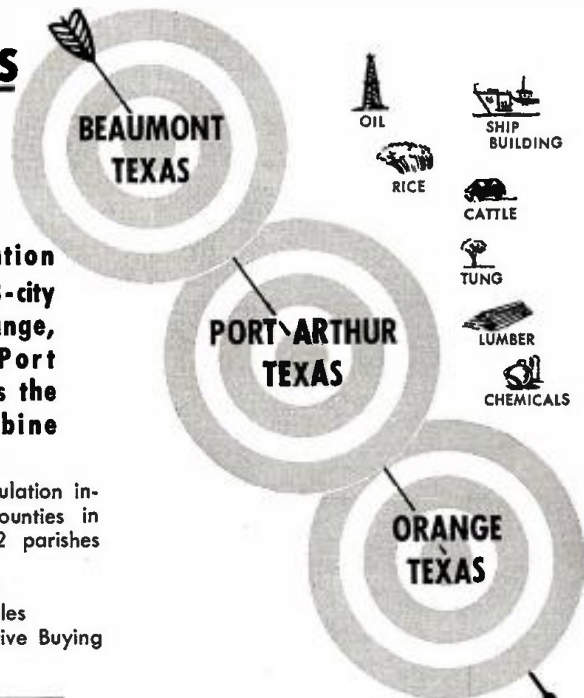 S
BEAUMONT
TEXAS
OIL
SHIP
BUILDING
RICE
CATTLE
TUNG
LUMBER
CHEMICALS
PORT ARTHUR
TEXAS
ORANGE
TEXAS
ation
3-city
nge,
Port
s the
bine
ulation in-
ounties in
2 parishes
les
ive Buying